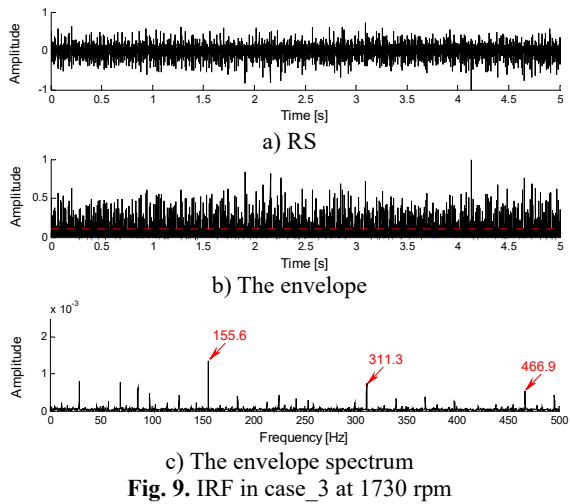 1
0
-1
Amplitude
0 0.5 1 1.5 2 2.5 3 3.5 4 4.5 5
Time [s]
a) RS
1
0.5
0
Amplitude
0 0.5 1 1.5 2 2.5 3 3.5 4 4.5 5
Time [s]
b) The envelope
x 10⁻³
2
1
0
Amplitude
155.6
311.3
466.9
0 50 100 150 200 250 300 350 400 450 500
Frequency [Hz]
c) The envelope spectrum
Fig. 9. IRF in case_3 at 1730 rpm